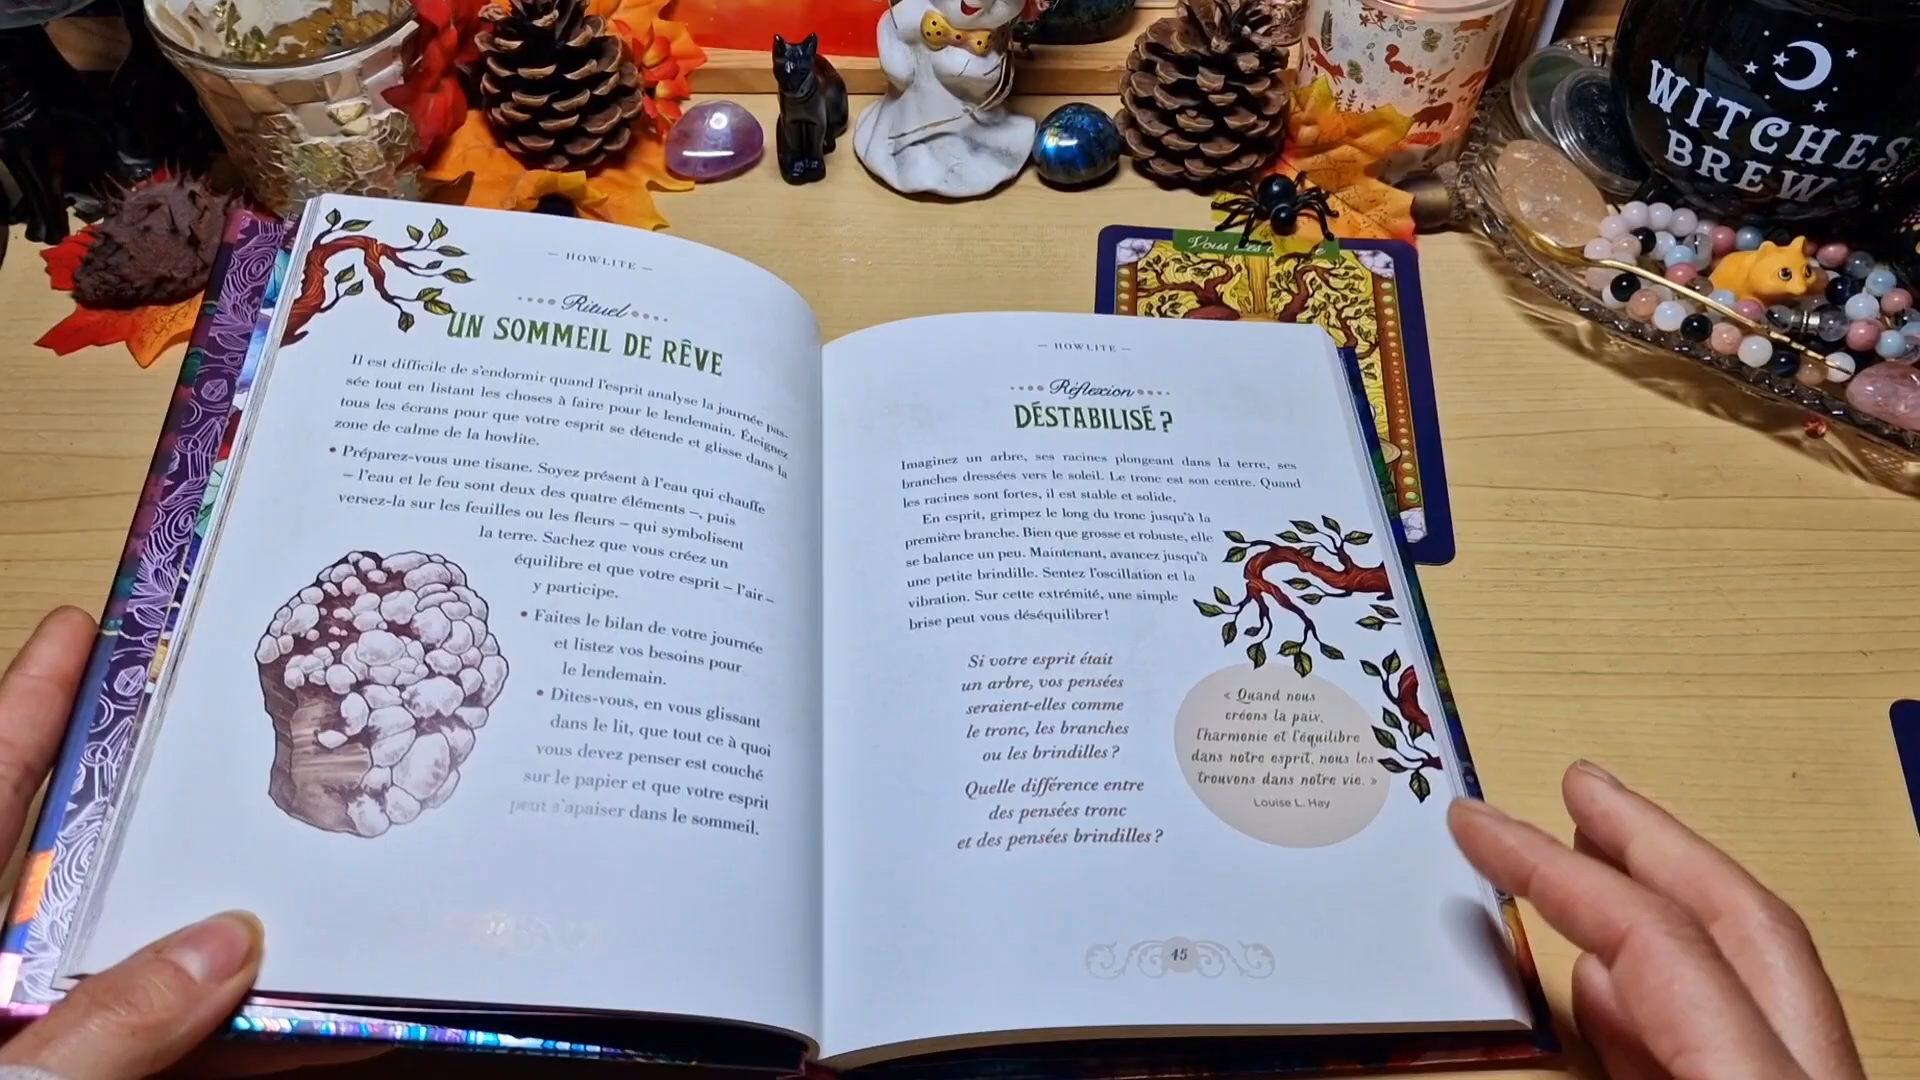 WITCHES
BREW
Vous
— HOWLITE —
Rituel
UN SOMMEIL DE RÊVE
Il est difficile de s'endormir quand l'esprit analyse la journée pas-
sée tout en listant les choses à faire pour le lendemain. Éteignez
tous les écrans pour que votre esprit se détende et glisse dans la
zone de calme de la howlite.
• Préparez-vous une tisane. Soyez présent à l'eau qui chauffe
– l'eau et le feu sont deux des quatre éléments –, puis
versez-la sur les feuilles ou les fleurs – qui symbolisent
la terre. Sachez que vous créez un
équilibre et que votre esprit – l'air –
y participe.
• Faites le bilan de votre journée
et listez vos besoins pour
le lendemain.
• Dites-vous, en vous glissant
dans le lit, que tout ce à quoi
vous devez penser est couché
sur le papier et que votre esprit
peut s'apaiser dans le sommeil.
— HOWLITE —
Réflexion
DÉSTABILISÉ ?
Imaginez un arbre, ses racines plongeant dans la terre, ses
branches dressées vers le soleil. Le tronc est son centre. Quand
les racines sont fortes, il est stable et solide.
En esprit, grimpez le long du tronc jusqu'à la
première branche. Bien que grosse et robuste, elle
se balance un peu. Maintenant, avancez jusqu'à
une petite brindille. Sentez l'oscillation et la
vibration. Sur cette extrémité, une simple
brise peut vous déséquilibrer !
Si votre esprit était
un arbre, vos pensées
seraient-elles comme
le tronc, les branches
ou les brindilles ?
Quelle différence entre
des pensées tronc
et des pensées brindilles ?
« Quand nous
créons la paix,
l'harmonie et l'équilibre
dans notre esprit, nous les
trouvons dans notre vie. »
Louise L. Hay
45